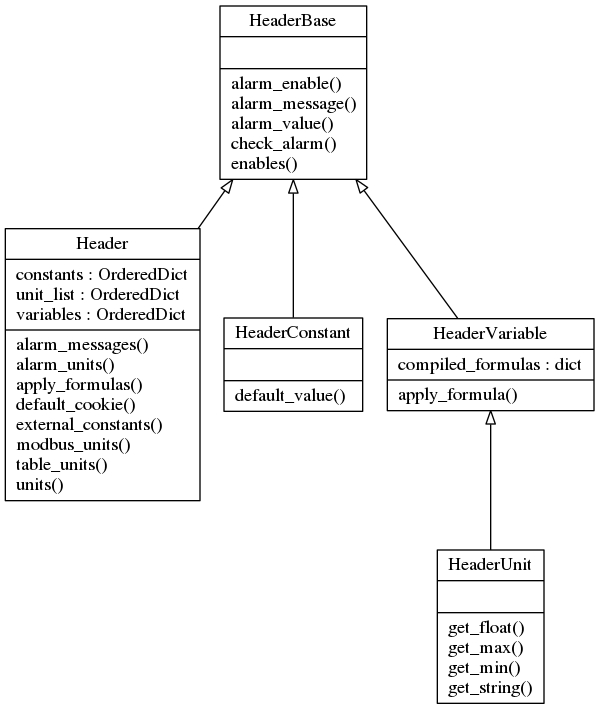 HeaderBase
alarm_enable()
alarm_message()
alarm_value()
check_alarm()
enables()
Header
constants : OrderedDict
unit_list : OrderedDict
variables : OrderedDict
alarm_messages()
alarm_units()
apply_formulas()
default_cookie()
external_constants()
modbus_units()
table_units()
units()
HeaderConstant
default_value()
HeaderVariable
compiled_formulas : dict
apply_formula()
HeaderUnit
get_float()
get_max()
get_min()
get_string()